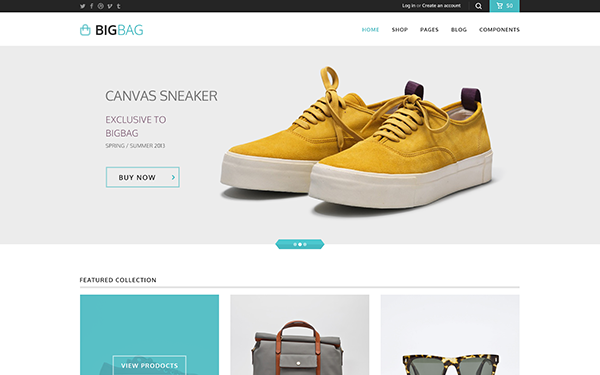 Log in or Create an account
$0
BIGBAG
HOME SHOP PAGES BLOG COMPONENTS
CANVAS SNEAKER
EXCLUSIVE TO
BIGBAG
SPRING / SUMMER 2013
BUY NOW
FEATURED COLLECTION
VIEW PRODOCTS